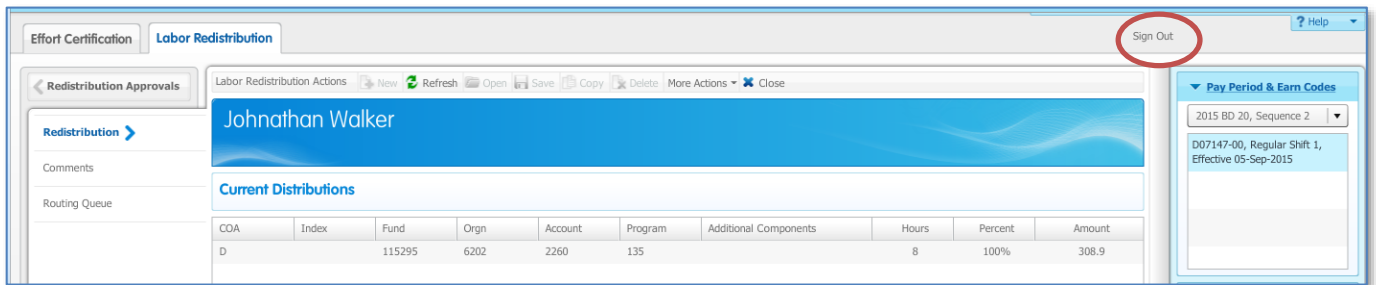 ? Help
Effort Certification
Labor Redistribution
Sign Out
Redistribution Approvals
Redistribution
Comments
Routing Queue
Labor Redistribution Actions New Refresh Open Save Copy Delete More Actions Close
Johnathan Walker
Current Distributions
COA Index Fund Orgn Account Program Additional Components Hours Percent Amount
D 115295 6202 2260 135 8 100% 308.9
Pay Period & Earn Codes
2015 BD 20, Sequence 2
D07147-00, Regular Shift 1,
Effective 05-Sep-2015